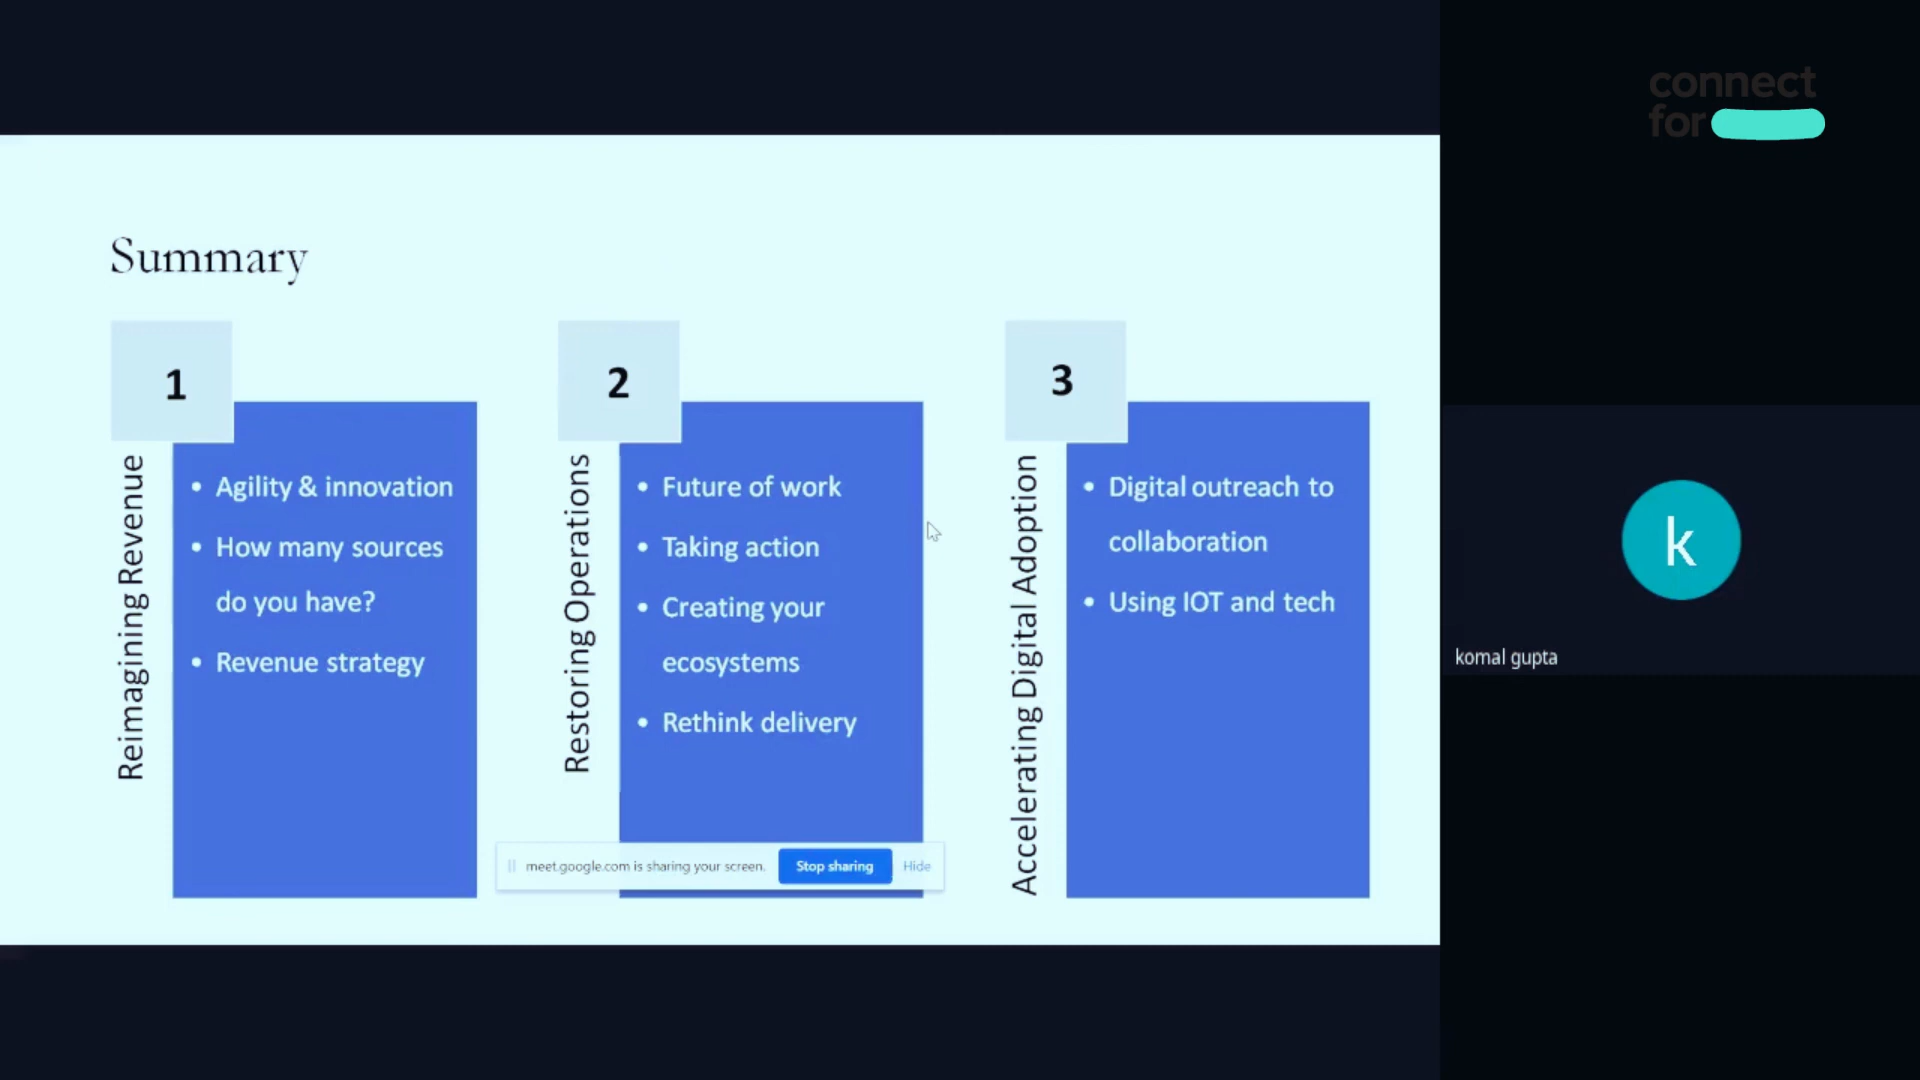 connect
for
Summary
1
Reimagining Revenue
• Agility & innovation
• How many sources
do you have?
• Revenue strategy
2
Restoring Operations
• Future of work
• Taking action
• Creating your
ecosystems
• Rethink delivery
3
Accelerating Digital Adoption
• Digital outreach to
collaboration
• Using IOT and tech
meet.google.com is sharing your screen.
Stop sharing
Hide
k
komal gupta